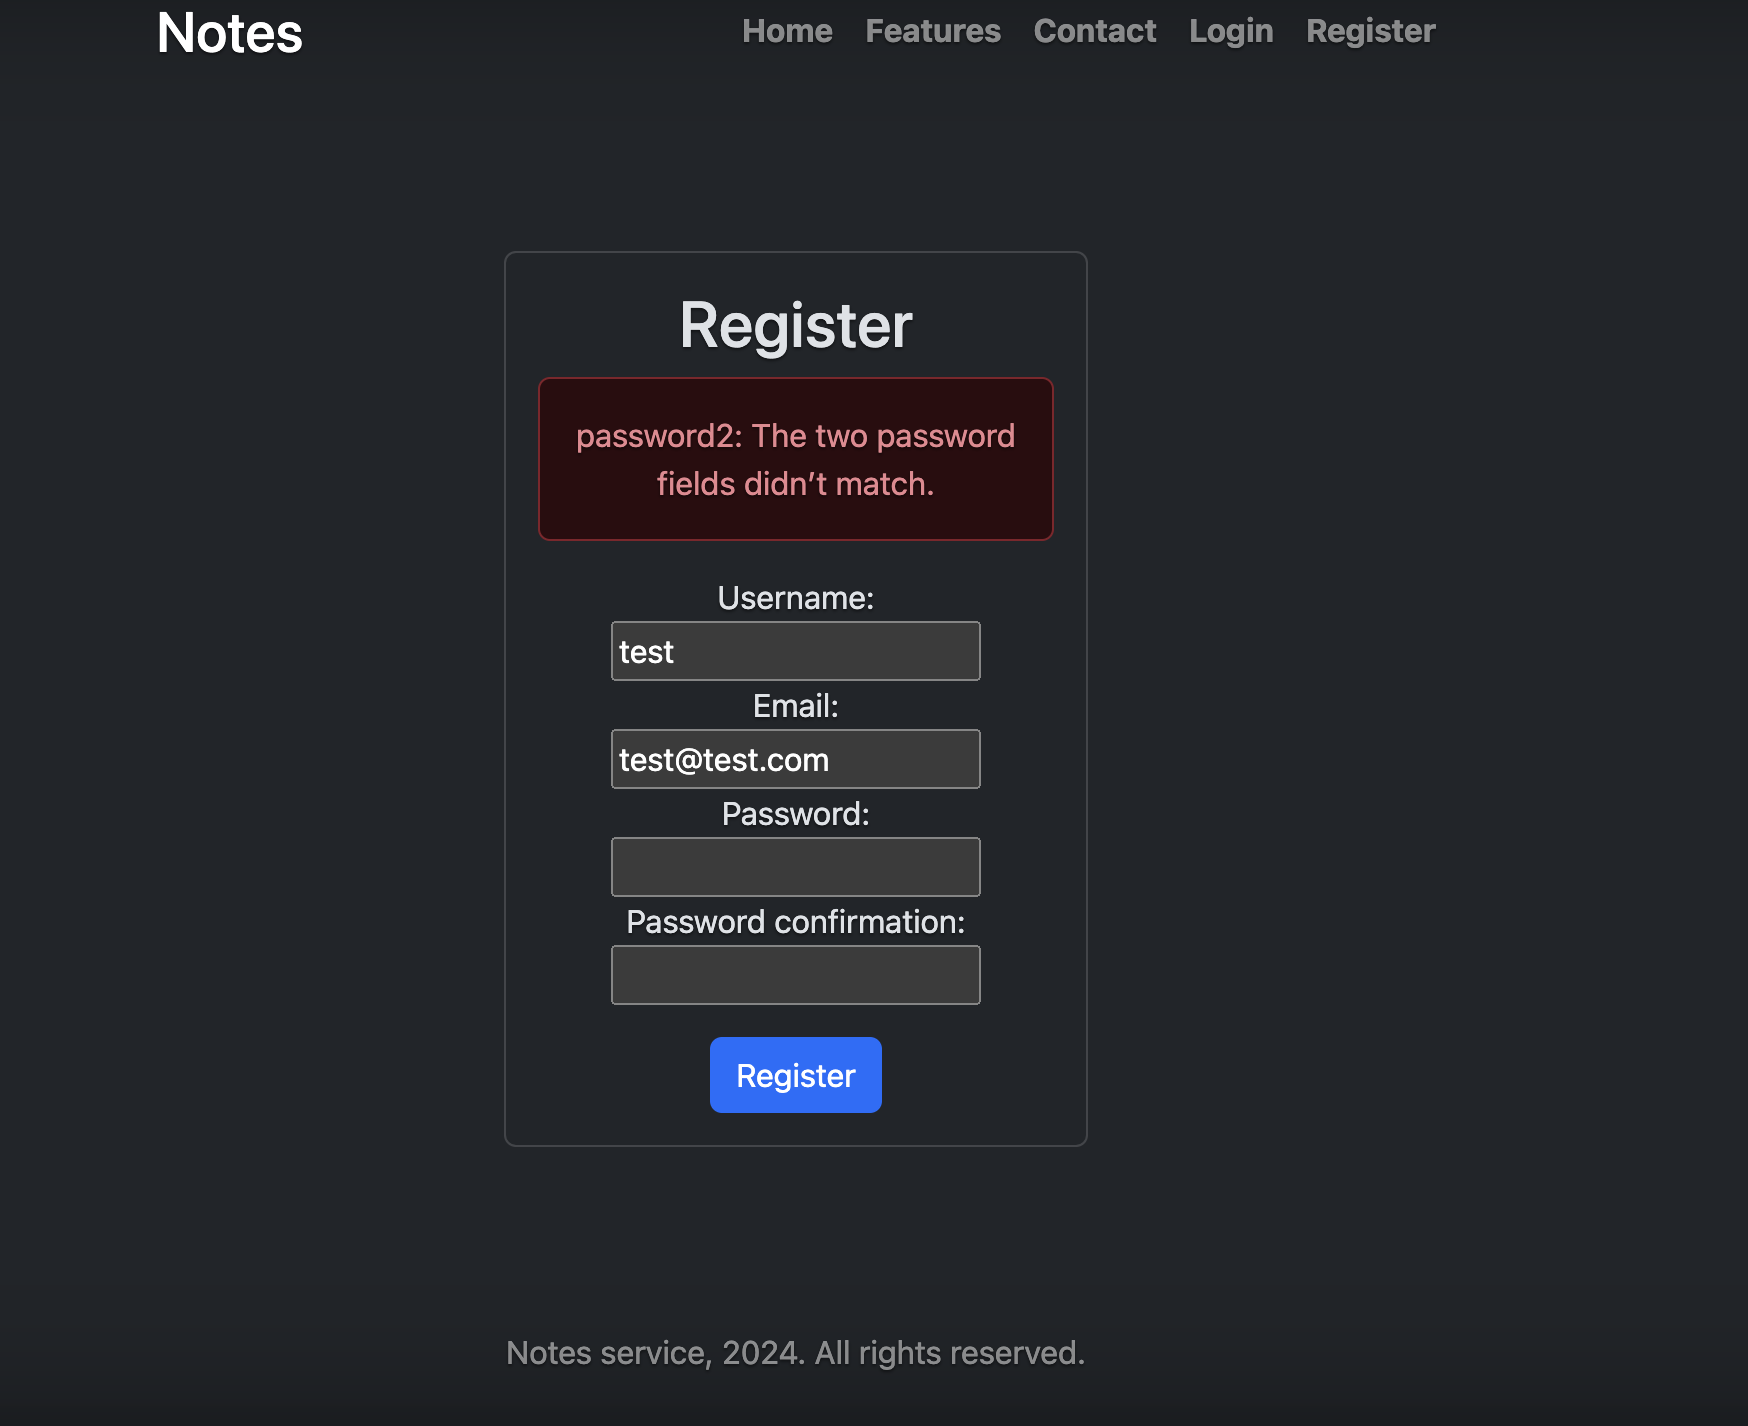 Notes
Home Features Contact Login Register
Register
password2: The two password
fields didn’t match.
Username:
test
Email:
test@test.com
Password:
Password confirmation:
Register
Notes service, 2024. All rights reserved.